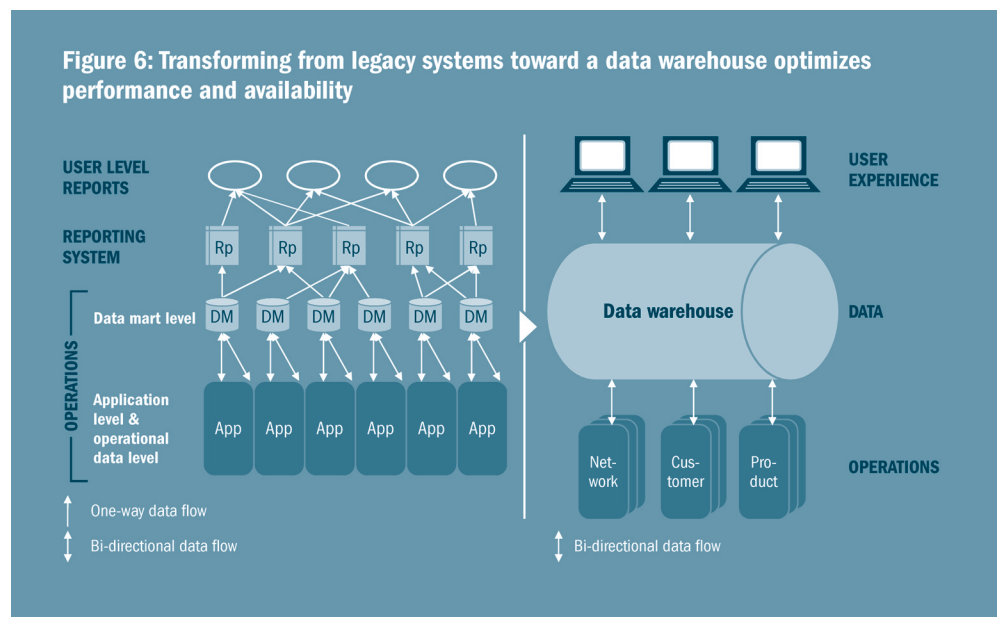 Figure 6: Transforming from legacy systems toward a data warehouse optimizes
performance and availability
USER LEVEL
REPORTS
REPORTING
SYSTEM
Rp Rp Rp Rp Rp
OPERATIONS
Data mart level
DM DM DM DM DM DM
Application
level &
operational
data level
App App App App App App
One-way data flow
Bi-directional data flow
USER
EXPERIENCE
Data warehouse
DATA
Net-
work
Cus-
tomer
Pro-
duct
OPERATIONS
Bi-directional data flow